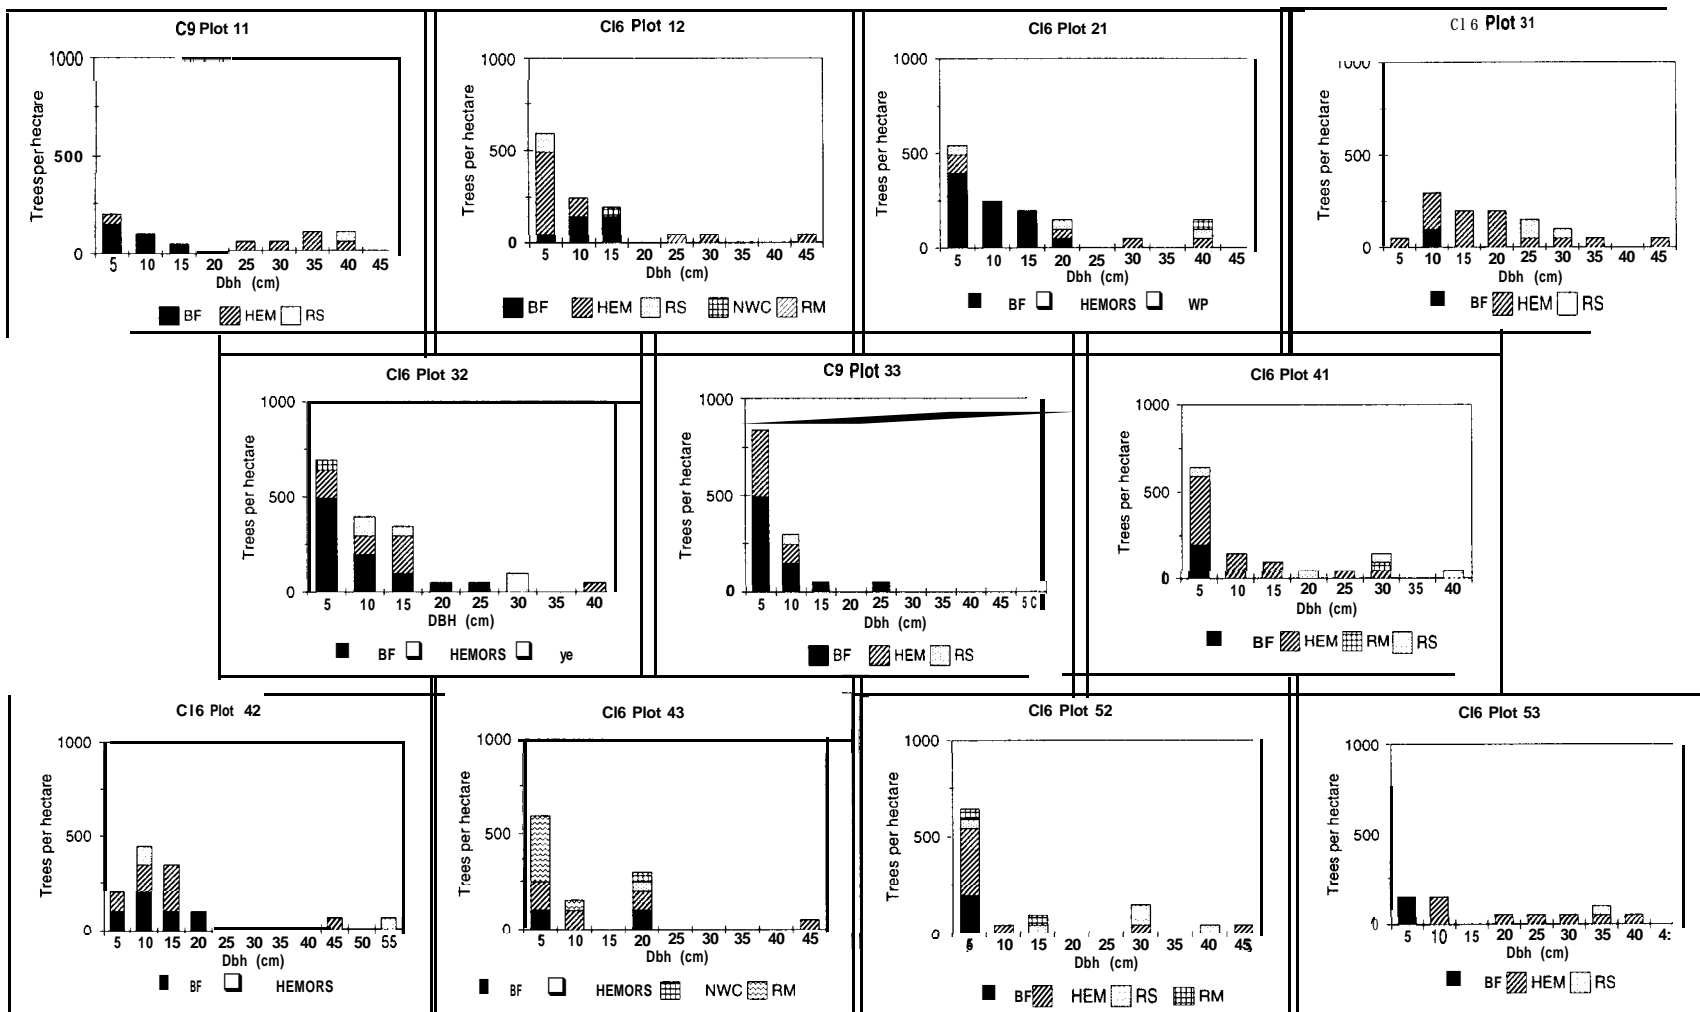 C9 Plot 11
1000
500
0
Trees per hectare
5 10 15 20 25 30 35 40 45
Dbh (cm)
BF HEM RS
Cl6 Plot 12
1000
500
0
Trees per hectare
5 10 15 20 25 30 35 40 45
Dbh (cm)
BF HEM RS NWC RM
Cl6 Plot 21
1000
500
0
Trees per hectare
5 10 15 20 25 30 35 40 45
Dbh (cm)
BF HEMORS WP
Cl6 Plot 31
1000
500
0
Trees per hectare
5 10 15 20 25 30 35 40 45
Dbh (cm)
BF HEM RS
Cl6 Plot 32
1000
500
0
Trees per hectare
5 10 15 20 25 30 35 40
DBH (cm)
BF HEMORS ye
C9 Plot 33
1000
500
0
Trees per hectare
5 10 15 20 25 30 35 40 45 5C
Dbh (cm)
BF HEM RS
Cl6 Plot 41
1000
500
0
Trees per hectare
5 10 15 20 25 30 35 40
Dbh (cm)
BF HEM RM RS
Cl6 Plot 42
1000
500
0
Trees per hectare
5 10 15 20 25 30 35 40 45 50 55
Dbh (cm)
BF HEMORS
Cl6 Plot 43
1000
500
0
Trees per hectare
5 10 15 20 25 30 35 40 45
Dbh (cm)
BF HEMORS NWC RM
Cl6 Plot 52
1000
500
0
Trees per hectare
5 10 15 20 25 30 35 40 45
Dbh (cm)
BF HEM RS RM
Cl6 Plot 53
1000
500
0
Trees per hectare
5 10 15 20 25 30 35 40 4:
Dbh (cm)
BF HEM RS